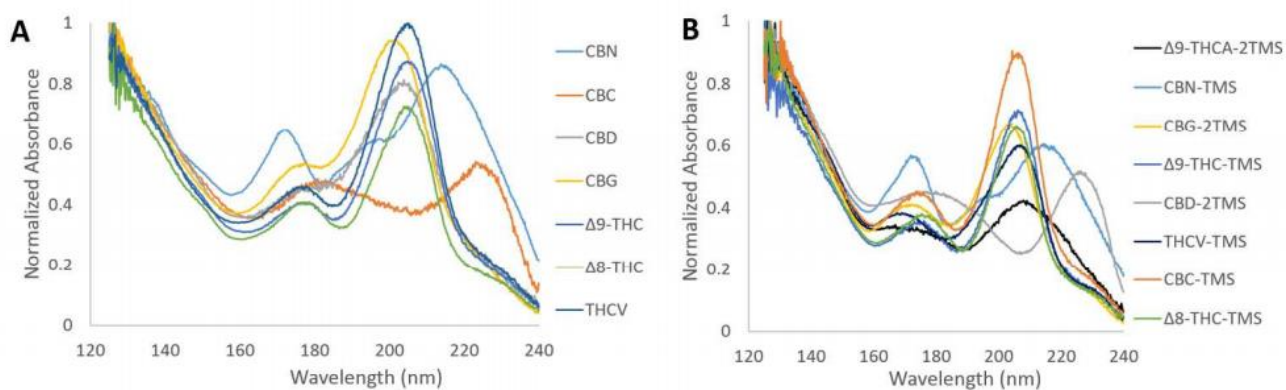 A
Normalized Absorbance
1
0.8
0.6
0.4
0.2
0
120 140 160 180 200 220 240
Wavelength (nm)
CBN
CBC
CBD
CBG
Δ9-THC
Δ8-THC
THCV
B
Normalized Absorbance
1
0.8
0.6
0.4
0.2
0
120 140 160 180 200 220 240
Wavelength (nm)
Δ9-THCA-2TMS
CBN-TMS
CBG-2TMS
Δ9-THC-TMS
CBD-2TMS
THCV-TMS
CBC-TMS
Δ8-THC-TMS